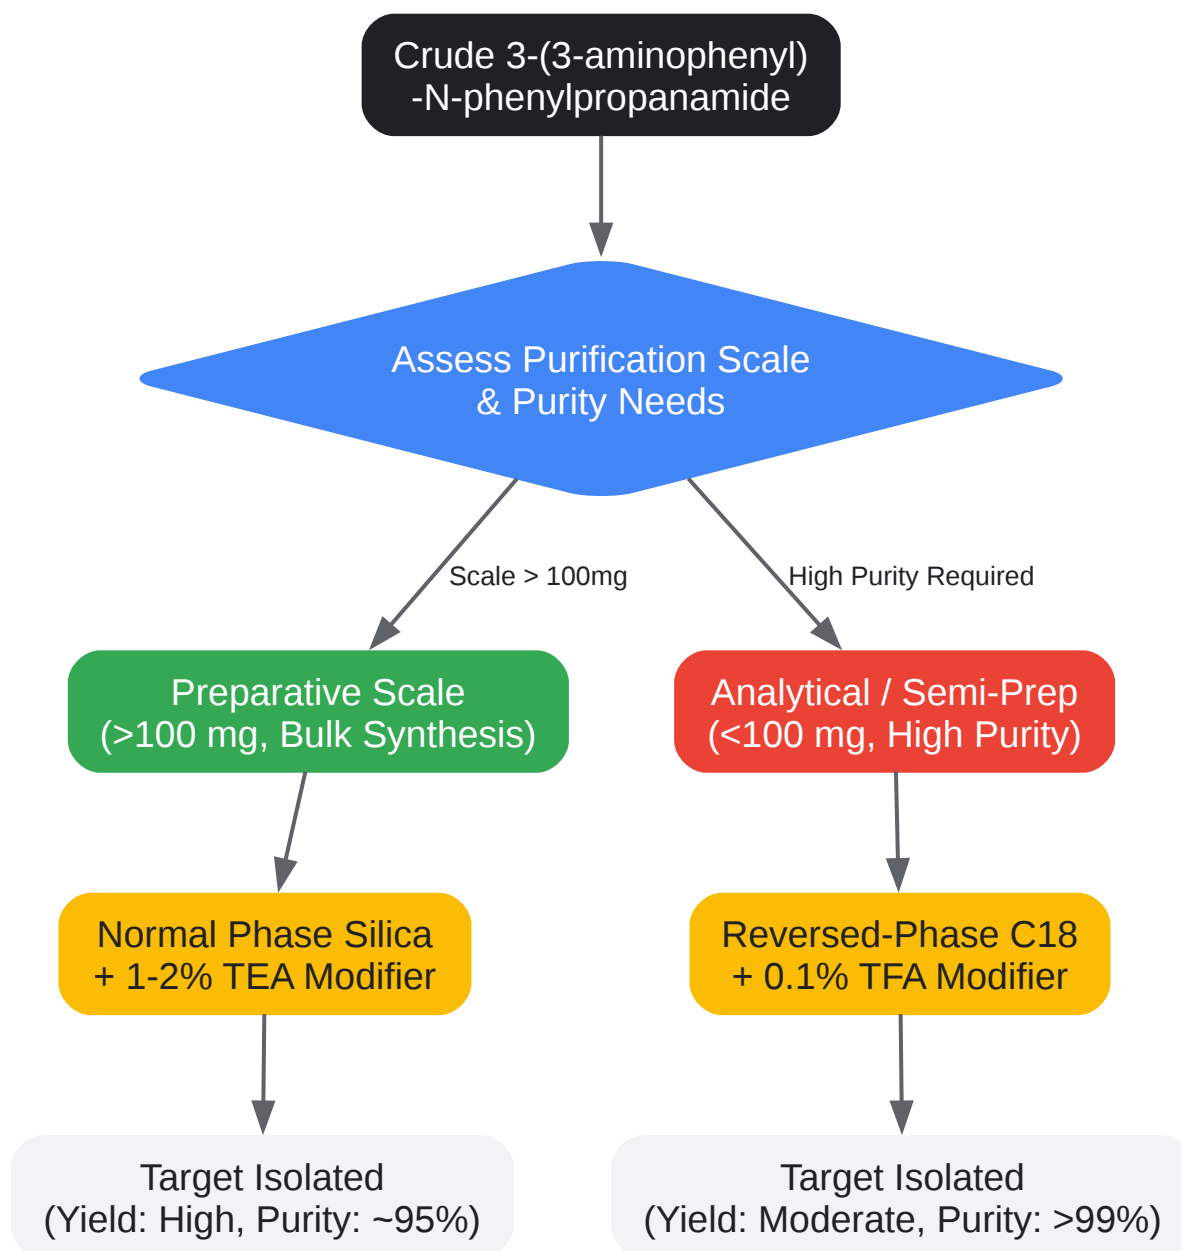 Crude 3-(3-aminophenyl)
-N-phenylpropanamide
Assess Purification Scale
& Purity Needs
Scale > 100mg
High Purity Required
Preparative Scale
(>100 mg, Bulk Synthesis)
Analytical / Semi-Prep
(<100 mg, High Purity)
Normal Phase Silica
+ 1-2% TEA Modifier
Reversed-Phase C18
+ 0.1% TFA Modifier
Target Isolated
(Yield: High, Purity: ~95%)
Target Isolated
(Yield: Moderate, Purity: >99%)